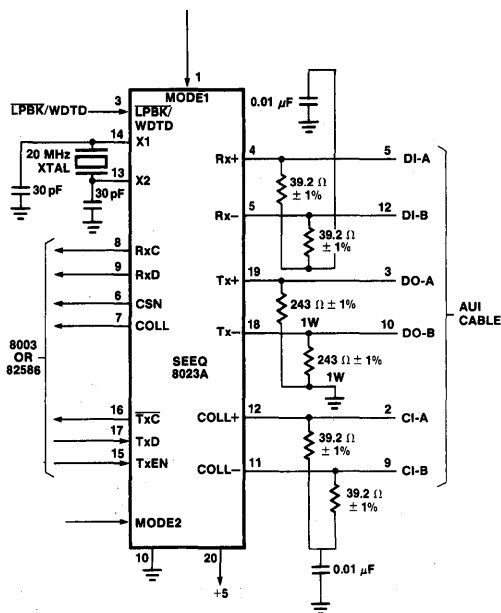 1
MODE1
0.01 µF
LPBK/WDTD
3
LPBK/
WDTD
14
X1
20 MHz
XTAL
13
X2
30 pF
30 pF
Rx+
4
5
DI-A
39.2 Ω
± 1%
Rx−
5
12
DI-B
39.2 Ω
± 1%
8
RxC
9
RxD
6
CSN
7
COLL
8003
OR
82586
Tx+
19
3
DO-A
243 Ω ± 1%
Tx−
18
1W
10
DO-B
243 Ω ± 1%
1W
AUI
CABLE
SEEQ
8023A
16
TxC
17
TxD
15
TxEN
COLL+
12
2
CI-A
39.2 Ω
± 1%
COLL−
11
9
CI-B
39.2 Ω
± 1%
MODE2
10
20
+5
0.01 µF